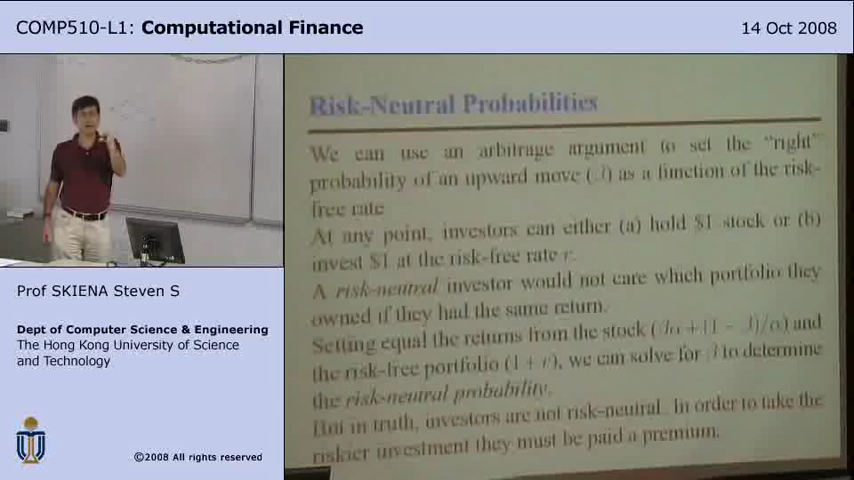 COMP510-L1: Computational Finance
14 Oct 2008
Risk-Neutral Probabilities
We can use an arbitrage argument to set the "right"
probability of an upward move (β) as a function of the risk-
free rate
At any point, investors can either (a) hold $1 stock or (b)
invest $1 at the risk-free rate r.
A risk-neutral investor would not care which portfolio they
owned if they had the same return.
Setting equal the returns from the stock (βα + (1 − β)/α) and
the risk-free portfolio (1 + r), we can solve for β to determine
the risk-neutral probability.
But in truth, investors are not risk-neutral. In order to take the
riskier investment they must be paid a premium.
Prof SKIENA Steven S
Dept of Computer Science & Engineering
The Hong Kong University of Science
and Technology
©2008 All rights reserved